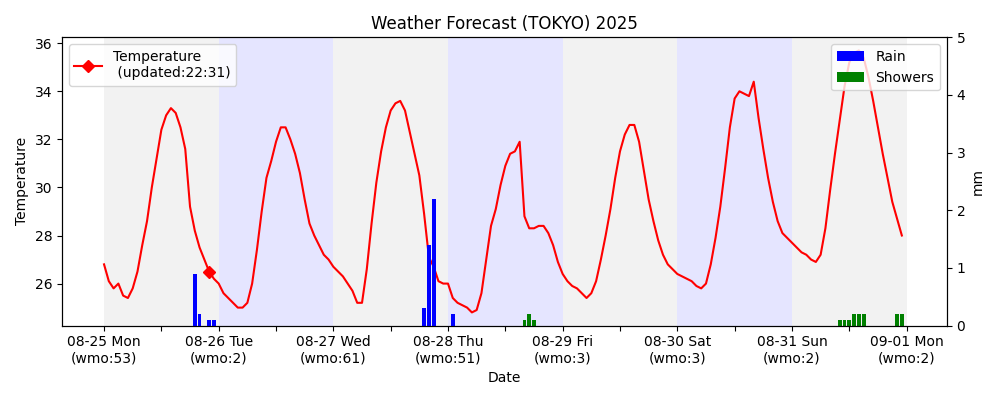 Weather Forecast (TOKYO) 2025
Temperature
(updated:22:31)
Rain
Showers
36
34
32
30
28
26
Temperature
5
4
3
2
1
0
mm
08-25 Mon
(wmo:53)
08-26 Tue
(wmo:2)
08-27 Wed
(wmo:61)
08-28 Thu
(wmo:51)
08-29 Fri
(wmo:3)
08-30 Sat
(wmo:3)
08-31 Sun
(wmo:2)
09-01 Mon
(wmo:2)
Date